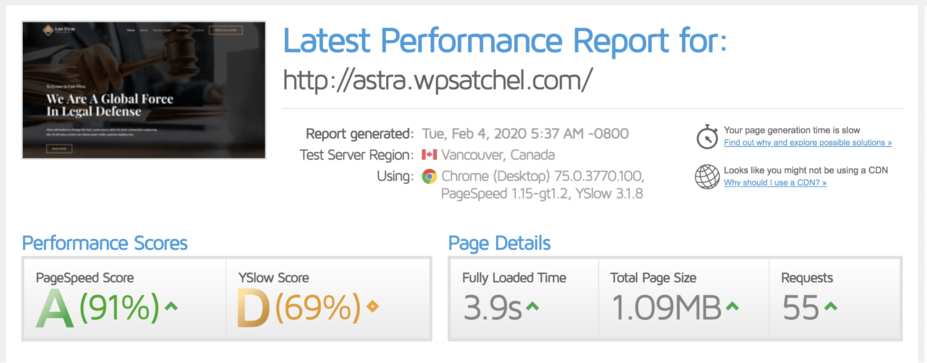 Latest Performance Report for:
http://astra.wpsatchel.com/
We Are A Global Force
In Legal Defense
Report generated: Tue, Feb 4, 2020 5:37 AM -0800
Test Server Region: Vancouver, Canada
Using: Chrome (Desktop) 75.0.3770.100,
PageSpeed 1.15-gt1.2, YSlow 3.1.8
Your page generation time is slow
Find out why and explore possible solutions »
Looks like you might not be using a CDN
Why should I use a CDN? »
Performance Scores
PageSpeed Score
A (91%)
YSlow Score
D (69%)
Page Details
Fully Loaded Time
3.9s
Total Page Size
1.09MB
Requests
55